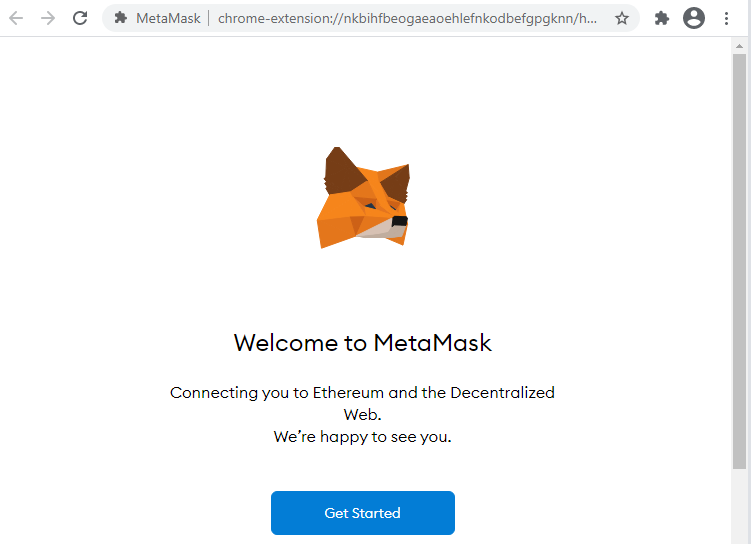 MetaMask | chrome-extension://nkbihfbeogaeaoehlefnkodbefgpgknn/h...
Welcome to MetaMask
Connecting you to Ethereum and the Decentralized
Web.
We’re happy to see you.
Get Started